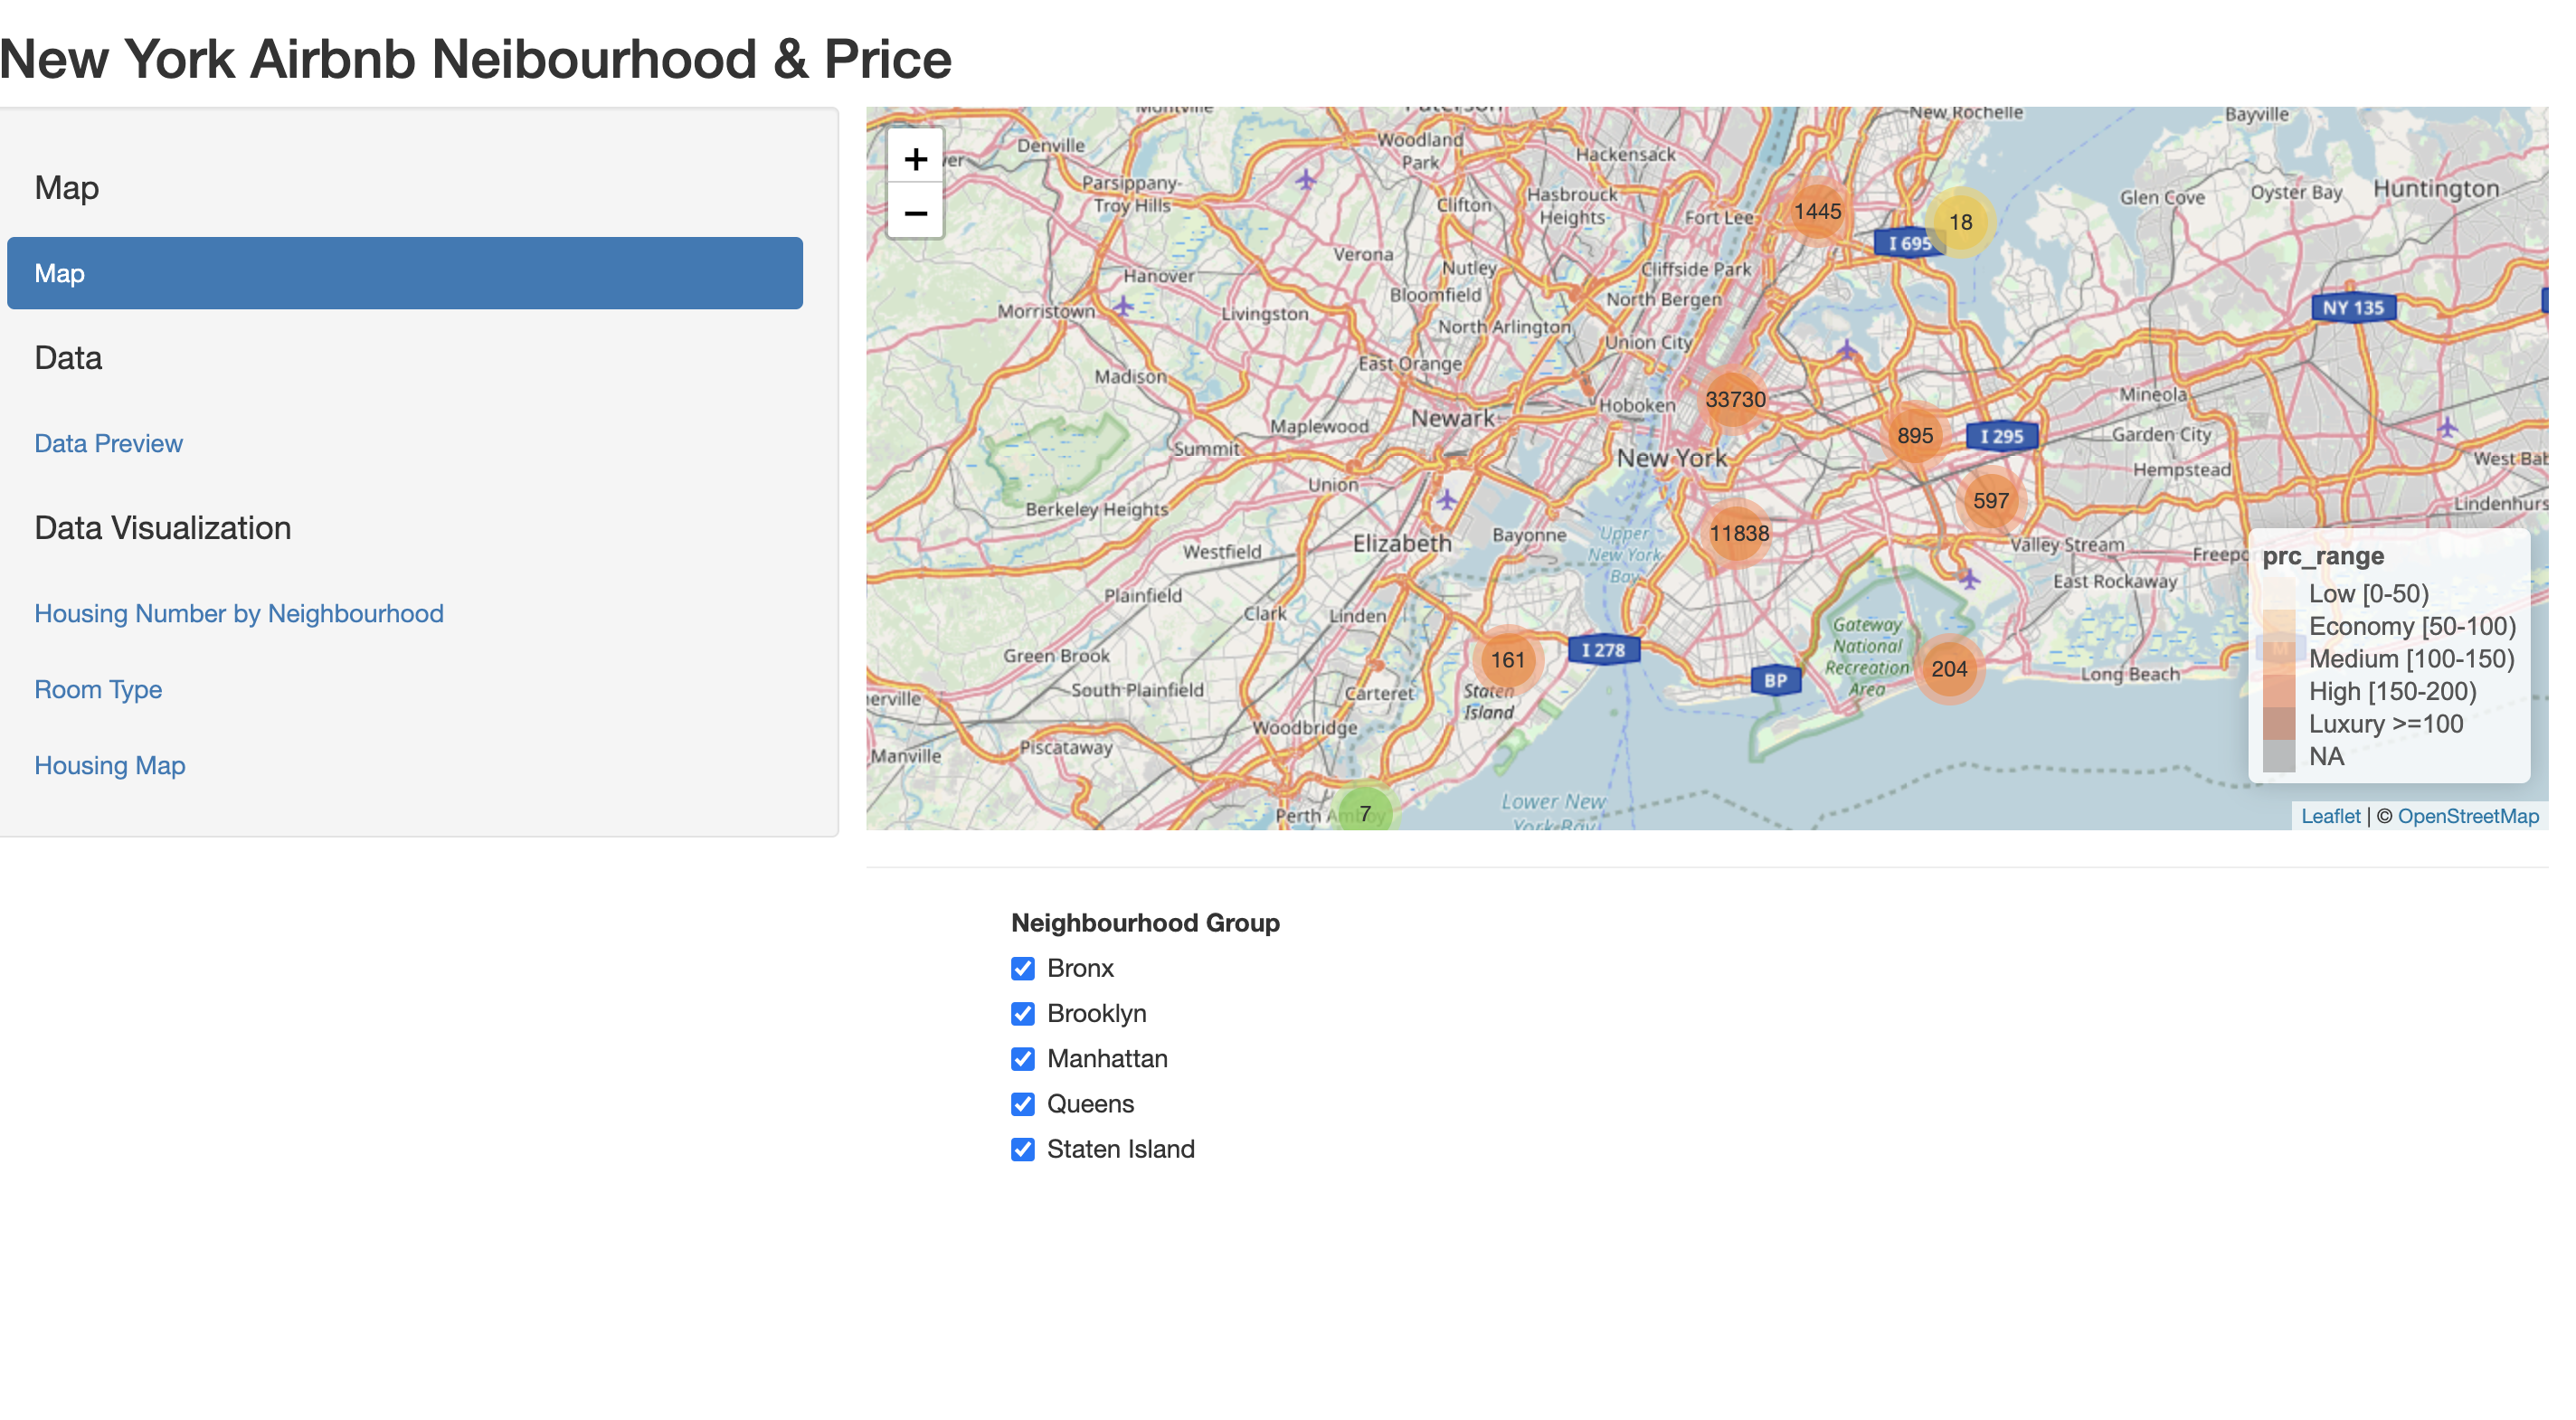 New York Airbnb Neibourhood & Price
Map
Map
Data
Data Preview
Data Visualization
Housing Number by Neighbourhood
Room Type
Housing Map
+
−
Montville
Paterson
New Rochelle
Bayville
Denville
Woodland
Park
Hackensack
Parsippany-
Troy Hills
Hasbrouck
Heights
Clifton
Fort Lee
1445
18
I 695
Glen Cove
Oyster Bay
Huntington
Verona
Nutley
Cliffside Park
Hanover
Bloomfield
North Bergen
Morristown
Livingston
North Arlington
Union City
NY 135
East Orange
Madison
33730
Hoboken
Newark
Maplewood
Mineola
895
I 295
Garden City
Summit
New York
Hempstead
West Bab
Union
597
Lindenhurs
Berkeley Heights
11838
Bayonne
Upper
New York
Bay
Elizabeth
Westfield
Valley Stream
Freepo
East Rockaway
Plainfield
Clark
Linden
Gateway
National
Recreation
Area
Green Brook
161
I 278
204
BP
Long Beach
South Plainfield
Carteret
Staten
Island
erville
Woodbridge
Piscataway
Manville
Perth Amboy
7
Lower New
York Bay
prc_range
Low [0-50)
Economy [50-100)
Medium [100-150)
High [150-200)
Luxury >=100
NA
M
Leaflet | © OpenStreetMap
Neighbourhood Group
Bronx
Brooklyn
Manhattan
Queens
Staten Island